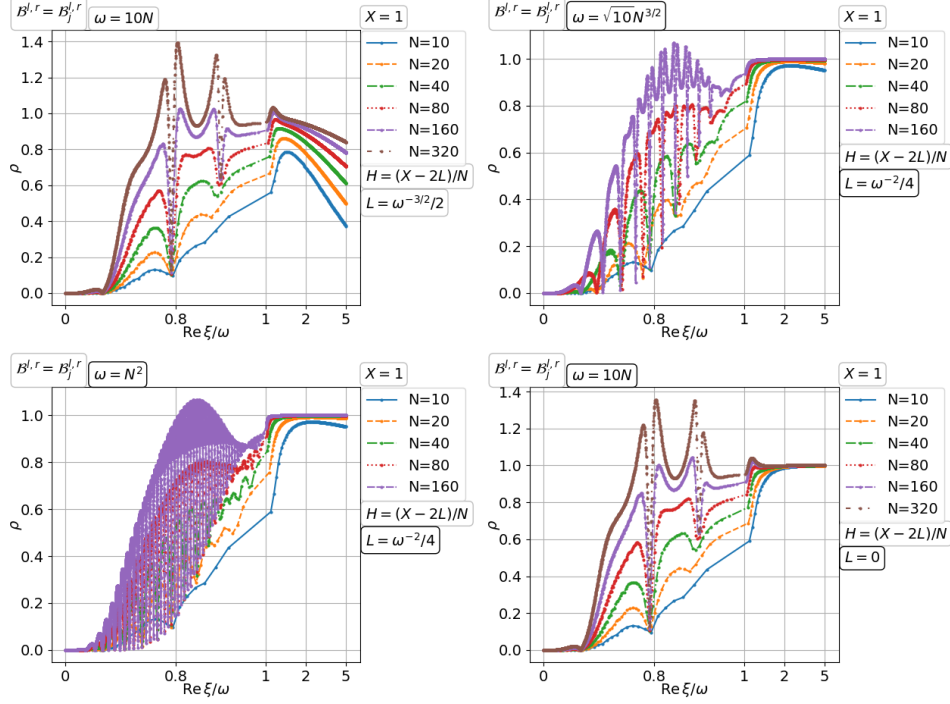 𝓑^{l,r} = 𝓑_j^{l,r}
ω = 10N
X = 1
1.4
1.2
1.0
0.8
0.6
0.4
0.2
0.0
ρ
0 0.8 1 2 5
Re ξ/ω
N=10
N=20
N=40
N=80
N=160
N=320
H = (X − 2L)/N
L = ω^{−3/2}/2
𝓑^{l,r} = 𝓑_j^{l,r}
ω = √10 N^{3/2}
X = 1
1.0
0.8
0.6
0.4
0.2
0.0
ρ
0 0.8 1 2 5
Re ξ/ω
N=10
N=20
N=40
N=80
N=160
H = (X − 2L)/N
L = ω^{−2}/4
𝓑^{l,r} = 𝓑_j^{l,r}
ω = N²
X = 1
1.0
0.8
0.6
0.4
0.2
0.0
ρ
0 0.8 1 2 5
Re ξ/ω
N=10
N=20
N=40
N=80
N=160
H = (X − 2L)/N
L = ω^{−2}/4
𝓑^{l,r} = 𝓑_j^{l,r}
ω = 10N
X = 1
1.4
1.2
1.0
0.8
0.6
0.4
0.2
0.0
ρ
0 0.8 1 2 5
Re ξ/ω
N=10
N=20
N=40
N=80
N=160
N=320
H = (X − 2L)/N
L = 0